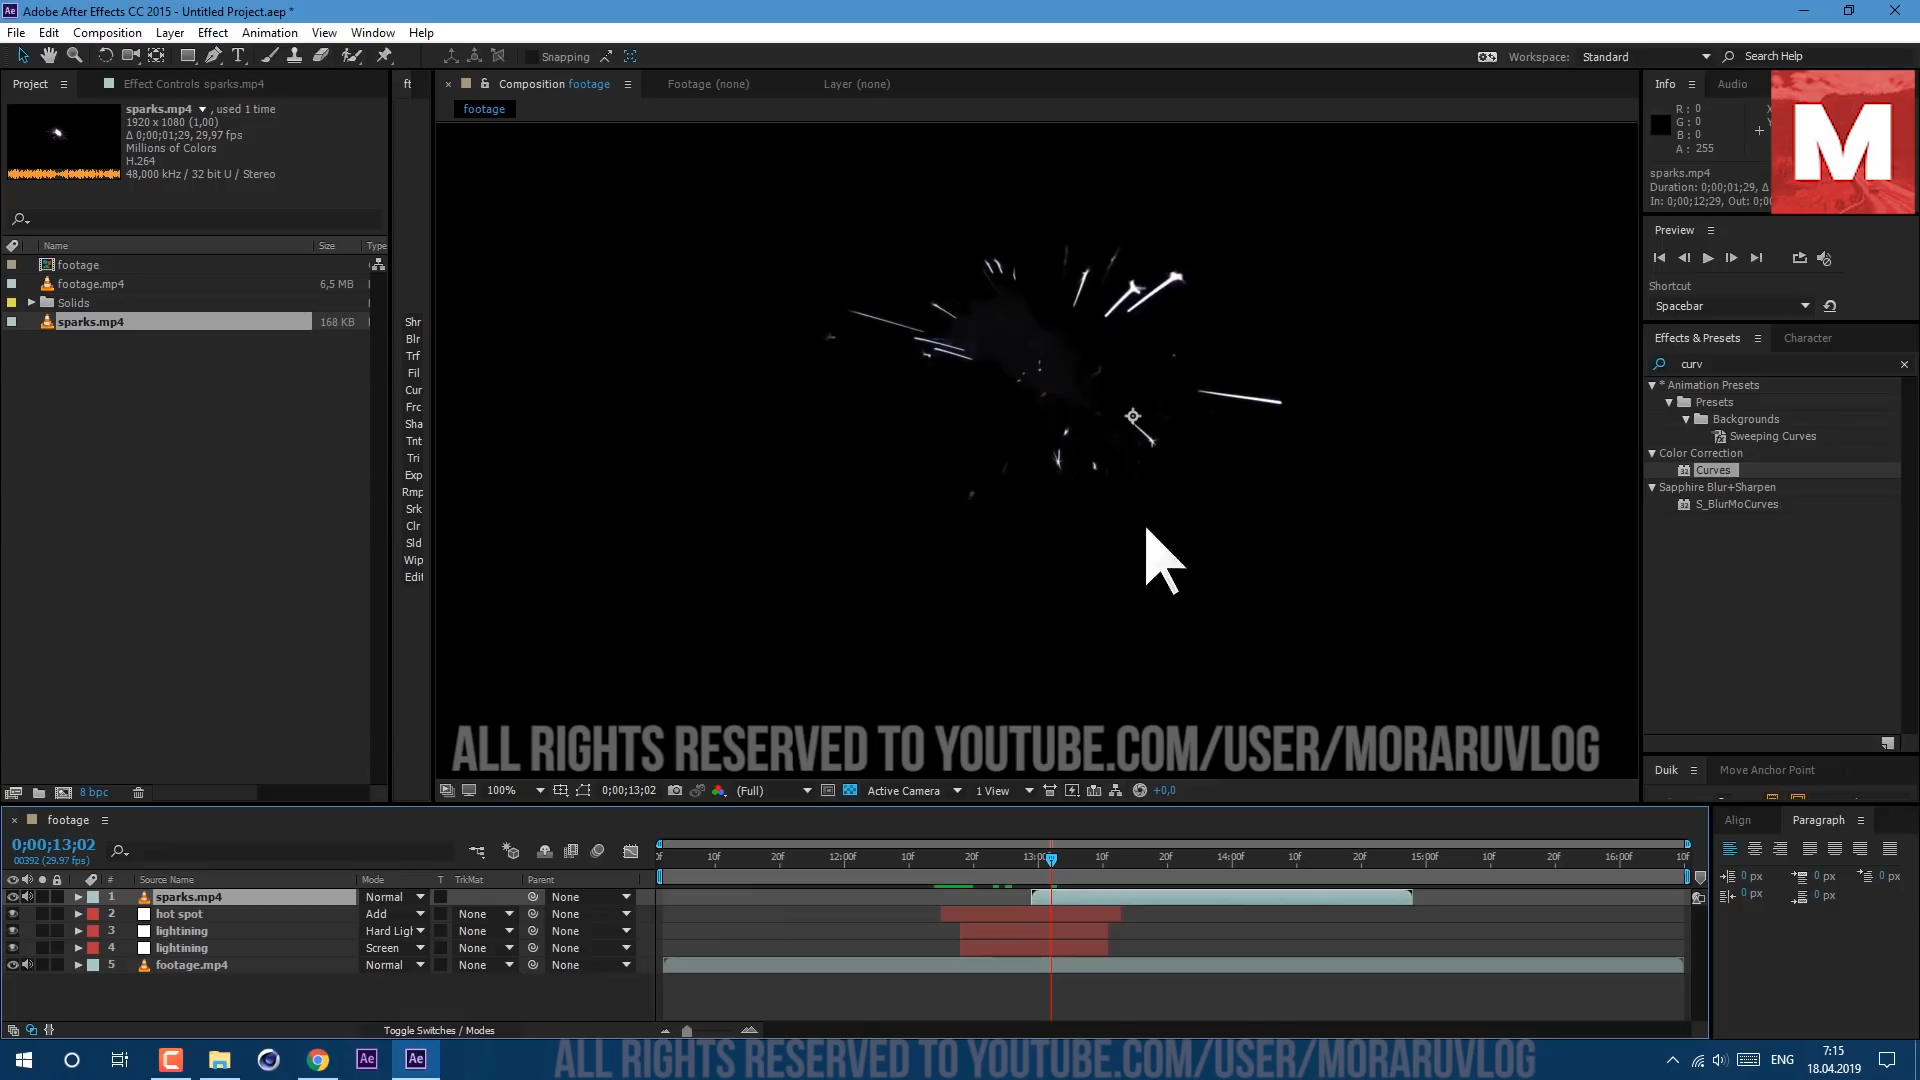 Adobe After Effects CC 2015 - Untitled Project.aep *
File Edit Composition Layer Effect Animation View Window Help
Snapping
Workspace: Standard
Search Help
Project
Effect Controls sparks.mp4
Composition footage
Footage (none)
Layer (none)
Info
Audio
footage
sparks.mp4 , used 1 time
1920 x 1080 (1,00)
Δ 0;00;01;29, 29,97 fps
Millions of Colors
H.264
48,000 kHz / 32 bit U / Stereo
R : 0
G : 0
B : 0
A : 255
M
sparks.mp4
Duration: 0;00;01;29, Δ
In: 0;00;12;29, Out: 0;0
Preview
Shortcut
Spacebar
Name Size Type
footage
footage.mp4 6,5 MB
Solids
sparks.mp4 168 KB
Shr
Blr
Trf
Fil
Cur
Frc
Sha
Tnt
Tri
Exp
Rmp
Srk
Clr
Sld
Wip
Edit
Effects & Presets
Character
curv
* Animation Presets
Presets
Backgrounds
Sweeping Curves
Color Correction
Curves
Sapphire Blur+Sharpen
S_BlurMoCurves
ALL RIGHTS RESERVED TO YOUTUBE.COM/USER/MORARUVLOG
8 bpc
100%
0;00;13;02
(Full)
Active Camera
1 View
+0,0
Duik
Move Anchor Point
footage
0;00;13;02
00392 (29.97 fps)
10f 20f 12:00f 10f 20f 13:00f 10f 20f 14:00f 10f 20f 15:00f 10f 20f 16:00f 10f
# Source Name Mode T TrkMat Parent
1 sparks.mp4 Normal None
2 hot spot Add None None
3 lightining Hard Ligh None None
4 lightining Screen None None
5 footage.mp4 Normal None None
Toggle Switches / Modes
Align
Paragraph
0 px 0 px 0 px
0 px 0 px
ALL RIGHTS RESERVED TO YOUTUBE.COM/USER/MORARUVLOG
Ae
Ae
ENG
7:15
18.04.2019